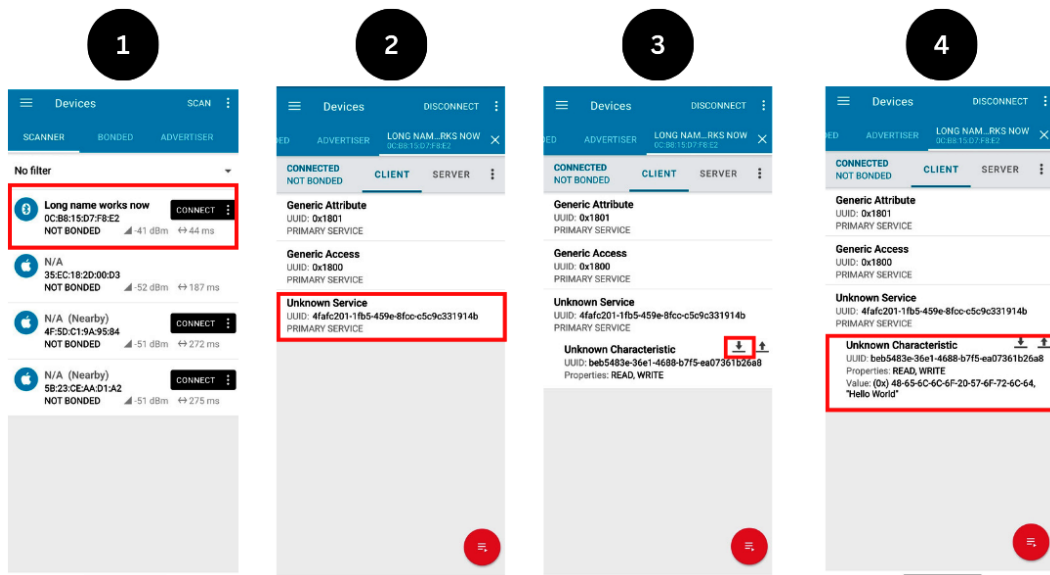 1
Devices SCAN
SCANNER BONDED ADVERTISER
No filter
Long name works now
0C:B8:15:D7:F8:E2
CONNECT
NOT BONDED -41 dBm 44 ms
N/A
35:EC:18:2D:00:D3
NOT BONDED -52 dBm 187 ms
N/A (Nearby)
4F:5D:C1:9A:95:84
CONNECT
NOT BONDED -51 dBm 272 ms
N/A (Nearby)
5B:23:CE:AA:D1:A2
CONNECT
NOT BONDED -51 dBm 275 ms
2
Devices DISCONNECT
ED ADVERTISER LONG NAM...RKS NOW
0C:B8:15:D7:F8:E2
CONNECTED
NOT BONDED
CLIENT SERVER
Generic Attribute
UUID: 0x1801
PRIMARY SERVICE
Generic Access
UUID: 0x1800
PRIMARY SERVICE
Unknown Service
UUID: 4fafc201-1fb5-459e-8fcc-c5c9c331914b
PRIMARY SERVICE
3
Devices DISCONNECT
ED ADVERTISER LONG NAM...RKS NOW
0C:B8:15:D7:F8:E2
CONNECTED
NOT BONDED
CLIENT SERVER
Generic Attribute
UUID: 0x1801
PRIMARY SERVICE
Generic Access
UUID: 0x1800
PRIMARY SERVICE
Unknown Service
UUID: 4fafc201-1fb5-459e-8fcc-c5c9c331914b
PRIMARY SERVICE
Unknown Characteristic
UUID: beb5483e-36e1-4688-b7f5-ea07361b26a8
Properties: READ, WRITE
4
Devices DISCONNECT
ED ADVERTISER LONG NAM...RKS NOW
0C:B8:15:D7:F8:E2
CONNECTED
NOT BONDED
CLIENT SERVER
Generic Attribute
UUID: 0x1801
PRIMARY SERVICE
Generic Access
UUID: 0x1800
PRIMARY SERVICE
Unknown Service
UUID: 4fafc201-1fb5-459e-8fcc-c5c9c331914b
PRIMARY SERVICE
Unknown Characteristic
UUID: beb5483e-36e1-4688-b7f5-ea07361b26a8
Properties: READ, WRITE
Value: (0x) 48-65-6C-6C-6F-20-57-6F-72-6C-64,
"Hello World"